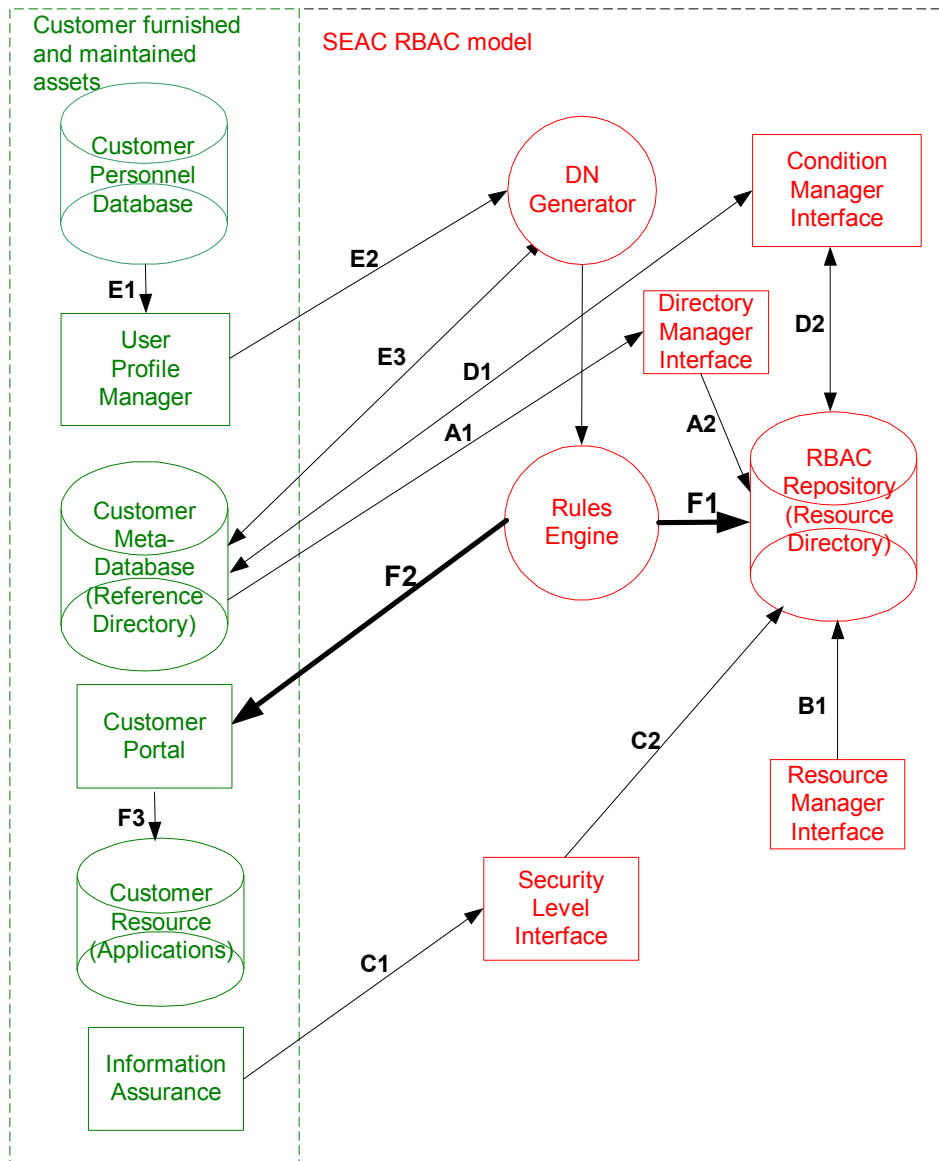 Customer furnished
and maintained
assets
SEAC RBAC model
Customer
Personnel
Database
DN
Generator
Condition
Manager
Interface
E2
E1
Directory
Manager
Interface
D2
User
Profile
Manager
E3
D1
A1
A2
RBAC
Repository
(Resource
Directory)
Customer
Meta-
Database
(Reference
Directory)
Rules
Engine
F1
F2
Customer
Portal
B1
C2
F3
Resource
Manager
Interface
Customer
Resource
(Applications)
Security
Level
Interface
C1
Information
Assurance